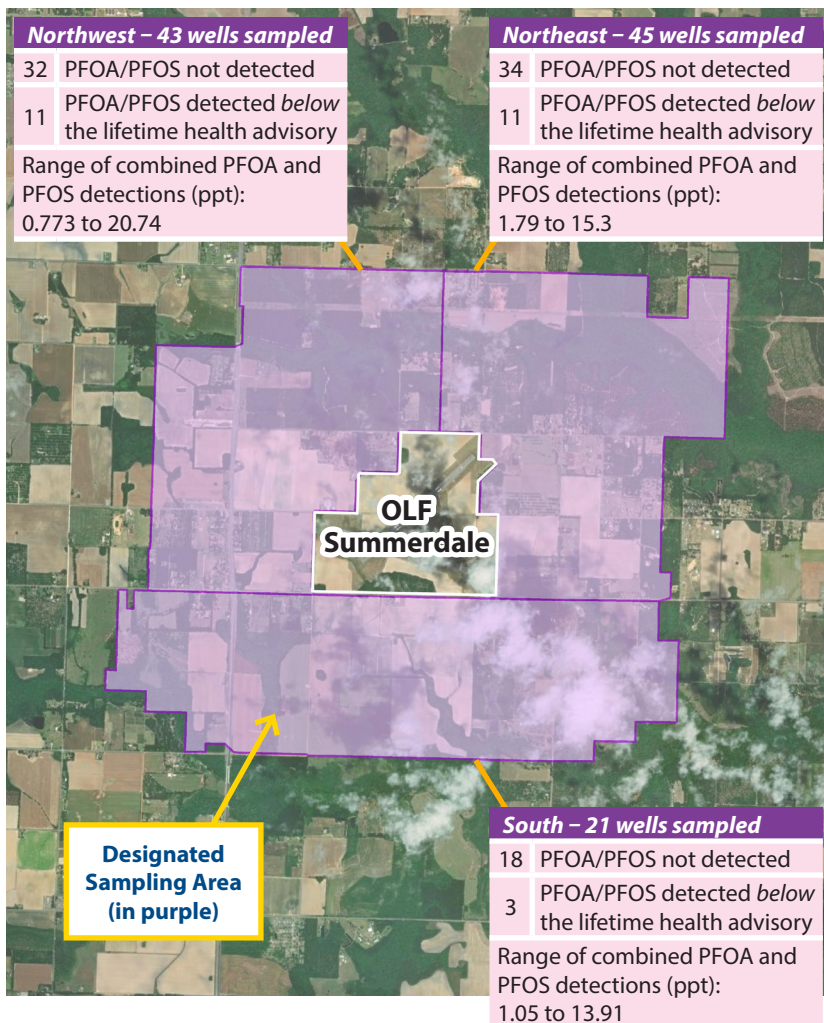 Northwest – 43 wells sampled
32 PFOA/PFOS not detected
11 PFOA/PFOS detected below
the lifetime health advisory
Range of combined PFOA and
PFOS detections (ppt):
0.773 to 20.74
Northeast – 45 wells sampled
34 PFOA/PFOS not detected
11 PFOA/PFOS detected below
the lifetime health advisory
Range of combined PFOA and
PFOS detections (ppt):
1.79 to 15.3
OLF
Summerdale
Designated
Sampling Area
(in purple)
South – 21 wells sampled
18 PFOA/PFOS not detected
3 PFOA/PFOS detected below
the lifetime health advisory
Range of combined PFOA and
PFOS detections (ppt):
1.05 to 13.91